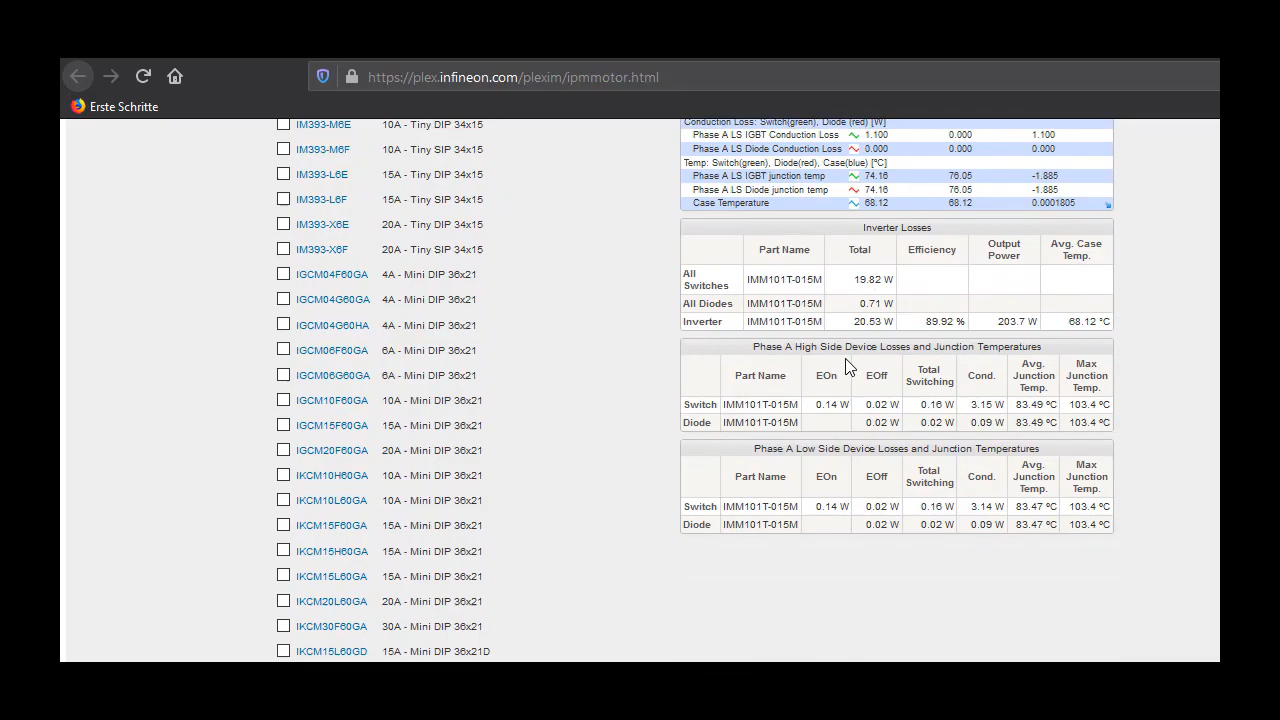 https://plex.infineon.com/plexim/ipmmotor.html
Erste Schritte
IM393-M6E 10A - Tiny DIP 34x15
IM393-M6F 10A - Tiny SIP 34x15
IM393-L6E 15A - Tiny DIP 34x15
IM393-L6F 15A - Tiny SIP 34x15
IM393-X6E 20A - Tiny DIP 34x15
IM393-X6F 20A - Tiny SIP 34x15
IGCM04F60GA 4A - Mini DIP 36x21
IGCM04G60GA 4A - Mini DIP 36x21
IGCM04G60HA 4A - Mini DIP 36x21
IGCM06F60GA 6A - Mini DIP 36x21
IGCM06G60GA 6A - Mini DIP 36x21
IGCM10F60GA 10A - Mini DIP 36x21
IGCM15F60GA 15A - Mini DIP 36x21
IGCM20F60GA 20A - Mini DIP 36x21
IKCM10H60GA 10A - Mini DIP 36x21
IKCM10L60GA 10A - Mini DIP 36x21
IKCM15F60GA 15A - Mini DIP 36x21
IKCM15H60GA 15A - Mini DIP 36x21
IKCM15L60GA 15A - Mini DIP 36x21
IKCM20L60GA 20A - Mini DIP 36x21
IKCM30F60GA 30A - Mini DIP 36x21
IKCM15L60GD 15A - Mini DIP 36x21D
Conduction Loss: Switch(green), Diode (red) [W]
Phase A LS IGBT Conduction Loss 1.100 0.000 1.100
Phase A LS Diode Conduction Loss 0.000 0.000 0.000
Temp: Switch(green), Diode(red), Case(blue) [ºC]
Phase A LS IGBT junction temp 74.16 76.05 -1.885
Phase A LS Diode junction temp 74.16 76.05 -1.885
Case Temperature 68.12 68.12 0.0001805
Inverter Losses
Part Name Total Efficiency Output Power Avg. Case Temp.
All Switches IMM101T-015M 19.82 W
All Diodes IMM101T-015M 0.71 W
Inverter IMM101T-015M 20.53 W 89.92 % 203.7 W 68.12 °C
Phase A High Side Device Losses and Junction Temperatures
Part Name EOn EOff Total Switching Cond. Avg. Junction Temp. Max Junction Temp.
Switch IMM101T-015M 0.14 W 0.02 W 0.16 W 3.15 W 83.49 ºC 103.4 ºC
Diode IMM101T-015M 0.02 W 0.02 W 0.09 W 83.49 ºC 103.4 ºC
Phase A Low Side Device Losses and Junction Temperatures
Part Name EOn EOff Total Switching Cond. Avg. Junction Temp. Max Junction Temp.
Switch IMM101T-015M 0.14 W 0.02 W 0.16 W 3.14 W 83.47 ºC 103.4 ºC
Diode IMM101T-015M 0.02 W 0.02 W 0.09 W 83.47 ºC 103.4 ºC